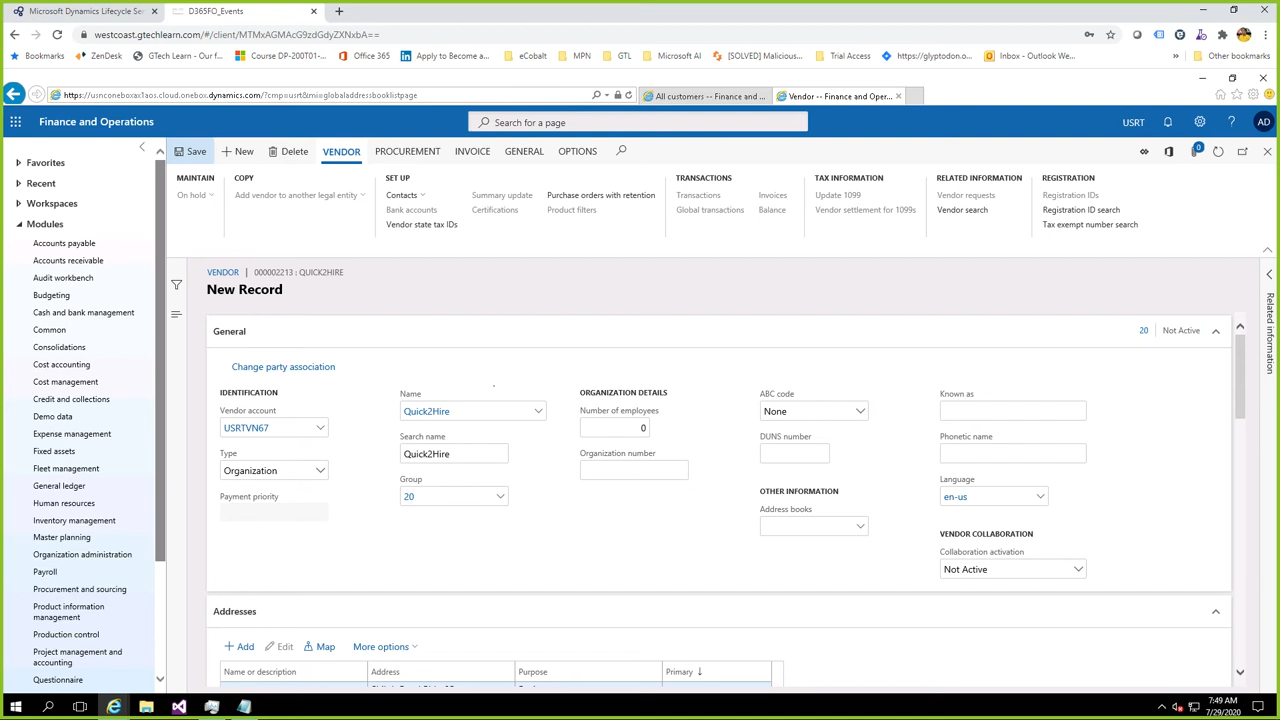 Microsoft Dynamics Lifecycle Ser
D365FO_Events
westcoast.gtechlearn.com/#/client/MTMxAGMAcG9zdGdyZXNxbA==
Bookmarks
ZenDesk
GTech Learn - Our f...
Course DP-200T01-...
Office 365
Apply to Become a...
eCobalt
MPN
GTL
Microsoft AI
[SOLVED] Malicious...
Trial Access
https://glyptodon.o...
Inbox - Outlook We...
Other bookmarks
https://usnconeboxax1aos.cloud.onebox.dynamics.com/?cmp=usrt&mi=globaladdressbooklistpage
All customers -- Finance and ...
Vendor -- Finance and Oper...
Finance and Operations
Search for a page
USRT
?
AD
Favorites
Recent
Workspaces
Modules
Accounts payable
Accounts receivable
Audit workbench
Budgeting
Cash and bank management
Common
Consolidations
Cost accounting
Cost management
Credit and collections
Demo data
Expense management
Fixed assets
Fleet management
General ledger
Human resources
Inventory management
Master planning
Organization administration
Payroll
Procurement and sourcing
Product information
management
Production control
Project management and
accounting
Questionnaire
Save
New
Delete
VENDOR
PROCUREMENT
INVOICE
GENERAL
OPTIONS
0
MAINTAIN
On hold
COPY
Add vendor to another legal entity
SET UP
Contacts
Bank accounts
Vendor state tax IDs
Summary update
Certifications
Purchase orders with retention
Product filters
TRANSACTIONS
Transactions
Global transactions
Invoices
Balance
TAX INFORMATION
Update 1099
Vendor settlement for 1099s
RELATED INFORMATION
Vendor requests
Vendor search
REGISTRATION
Registration IDs
Registration ID search
Tax exempt number search
VENDOR | 000002213 : QUICK2HIRE
New Record
General
20
Not Active
Change party association
IDENTIFICATION
Vendor account
USRTVN67
Type
Organization
Payment priority
Name
Quick2Hire
Search name
Quick2Hire
Group
20
ORGANIZATION DETAILS
Number of employees
0
Organization number
ABC code
None
DUNS number
OTHER INFORMATION
Address books
Known as
Phonetic name
Language
en-us
VENDOR COLLABORATION
Collaboration activation
Not Active
Related information
Addresses
Add
Edit
Map
More options
Name or description
Address
Purpose
Primary
7:49 AM
7/29/2020